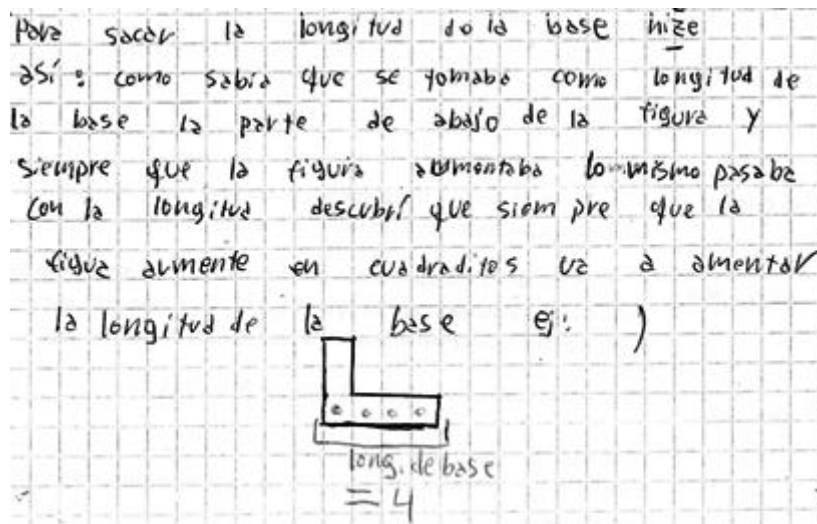 Para sacar la longitud de la base hize
así: como sabia que se tomaba como longitud de
la base la parte de abajo de la figura y
siempre que la figura aumentaba lo mismo pasaba
con la longitud descubrí que siempre que la
figua aumente en cuadraditos va a amentar
la longitud de la base ej: )
long. de base
= 4